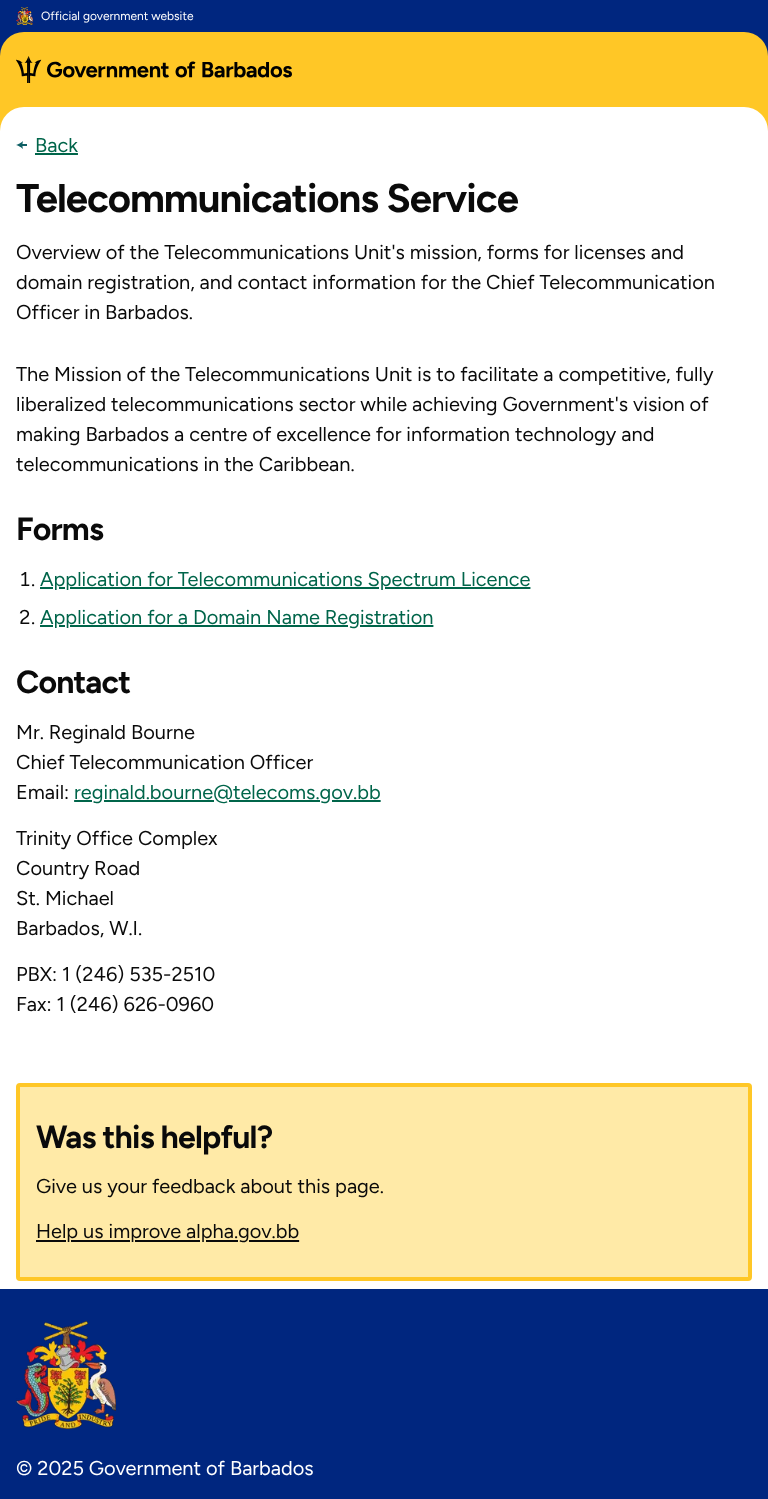 Official government website
Government of Barbados
Back
Telecommunications Service
Overview of the Telecommunications Unit's mission, forms for licenses and
domain registration, and contact information for the Chief Telecommunication
Officer in Barbados.
The Mission of the Telecommunications Unit is to facilitate a competitive, fully
liberalized telecommunications sector while achieving Government's vision of
making Barbados a centre of excellence for information technology and
telecommunications in the Caribbean.
Forms
1. Application for Telecommunications Spectrum Licence
2. Application for a Domain Name Registration
Contact
Mr. Reginald Bourne
Chief Telecommunication Officer
Email: reginald.bourne@telecoms.gov.bb
Trinity Office Complex
Country Road
St. Michael
Barbados, W.I.
PBX: 1 (246) 535-2510
Fax: 1 (246) 626-0960
Was this helpful?
Give us your feedback about this page.
Help us improve alpha.gov.bb
PRIDE AND INDUSTRY
© 2025 Government of Barbados